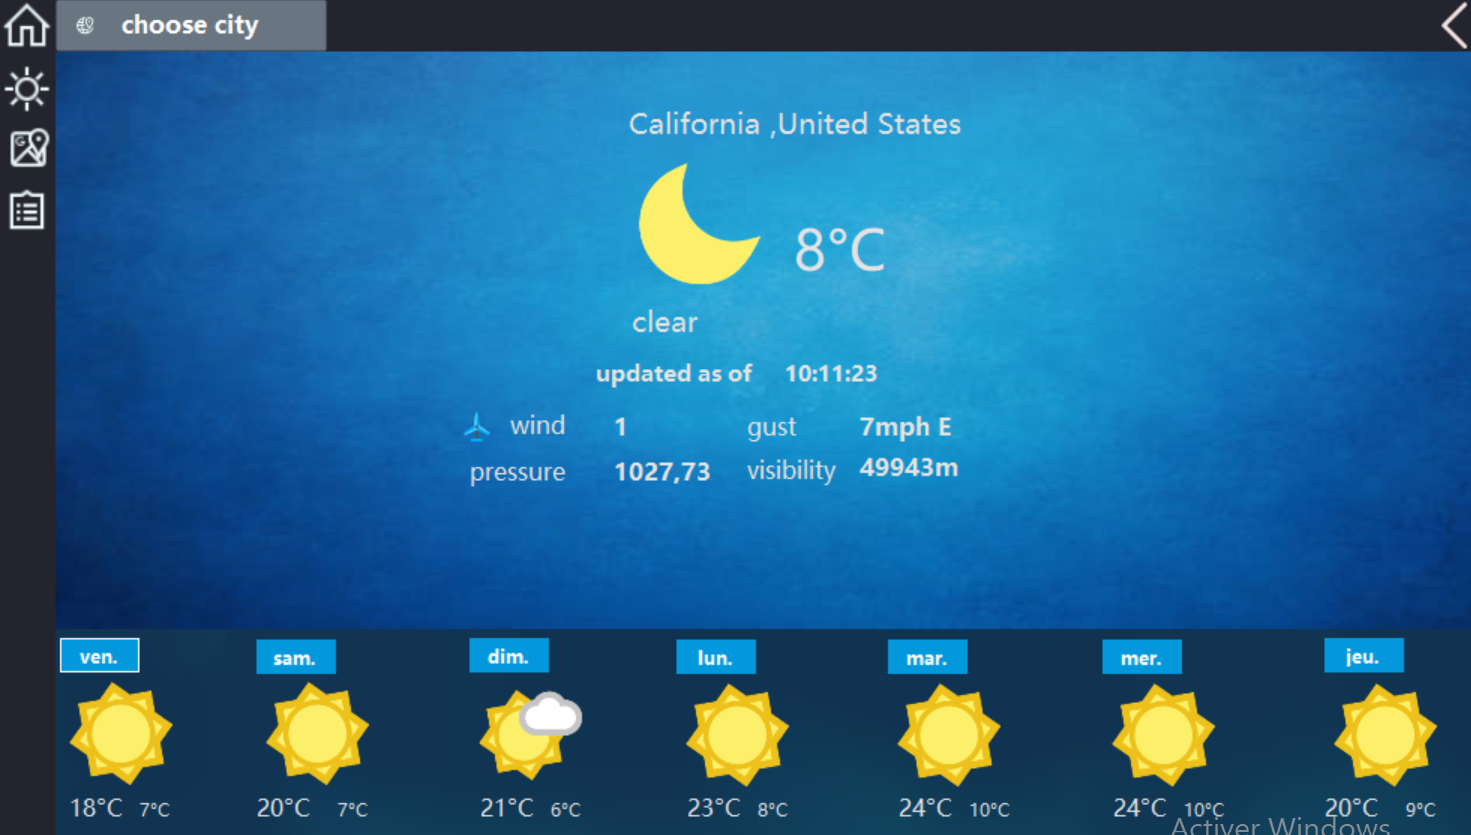 choose city
California ,United States
8°C
clear
updated as of 10:11:23
wind 1 gust 7mph E
pressure 1027,73 visibility 49943m
ven. sam. dim. lun. mar. mer. jeu.
18°C 7°C 20°C 7°C 21°C 6°C 23°C 8°C 24°C 10°C 24°C 10°C 20°C 9°C
Activer Windows